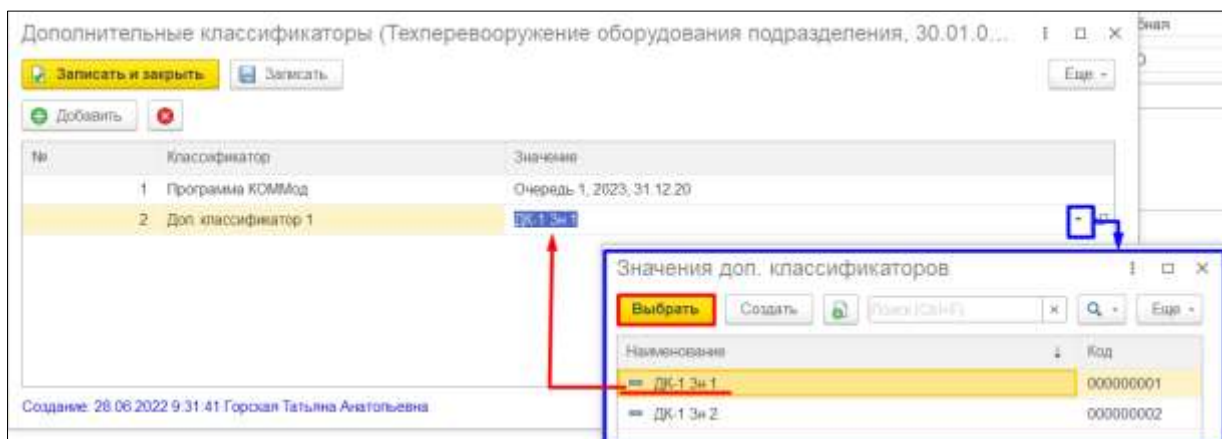 Дополнительные классификаторы (Техперевооружение оборудования подразделения, 30.01.0...
Записать и закрыть
Записать
Еще
Добавить
№ Классификатор Значение
1 Программа КОММод Очередь 1, 2023, 31.12.20
2 Доп. классификатор 1 ДК-1 Зн 1
Значения доп. классификаторов
Выбрать
Создать
Поиск (Ctrl+F)
Еще
Наименование Код
ДК-1 Зн 1 000000001
ДК-1 Зн 2 000000002
Создание: 28.06.2022 9:31:41 Горская Татьяна Анатольевна